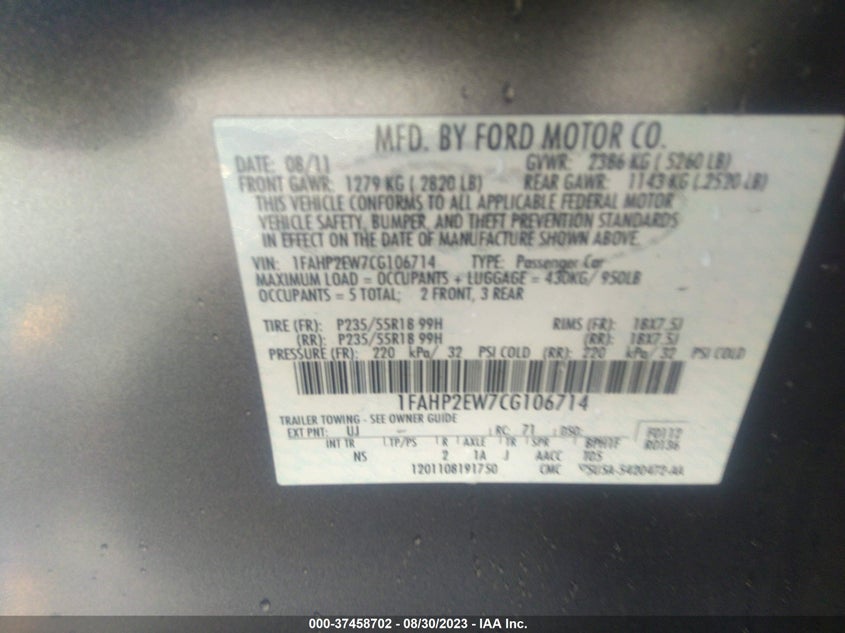 MFD. BY FORD MOTOR CO.
DATE: 08/11 GVWR: 2386 KG ( 5260 LB)
FRONT GAWR: 1279 KG ( 2820 LB) REAR GAWR: 1143 KG ( 2520 LB)
THIS VEHICLE CONFORMS TO ALL APPLICABLE FEDERAL MOTOR
VEHICLE SAFETY, BUMPER, AND THEFT PREVENTION STANDARDS
IN EFFECT ON THE DATE OF MANUFACTURE SHOWN ABOVE.
VIN: 1FAHP2EW7CG106714 TYPE: Passenger Car
MAXIMUM LOAD = OCCUPANTS + LUGGAGE = 430KG/ 950LB
OCCUPANTS = 5 TOTAL; 2 FRONT, 3 REAR
TIRE (FR): P235/55R18 99H RIMS (FR): 18X7.5J
(RR): P235/55R18 99H (RR): 18X7.5J
PRESSURE (FR): 220 kPa/ 32 PSI COLD (RR): 220 kPa/ 32 PSI COLD
1FAHP2EW7CG106714
TRAILER TOWING - SEE OWNER GUIDE
EXT PNT: UJ -- RC: 71 DSO:
INT TR TP/PS R AXLE TR SPR
NS 2 1A J AACC
1201108191750 CMC
000-37458702 - 08/30/2023 - IAA Inc.